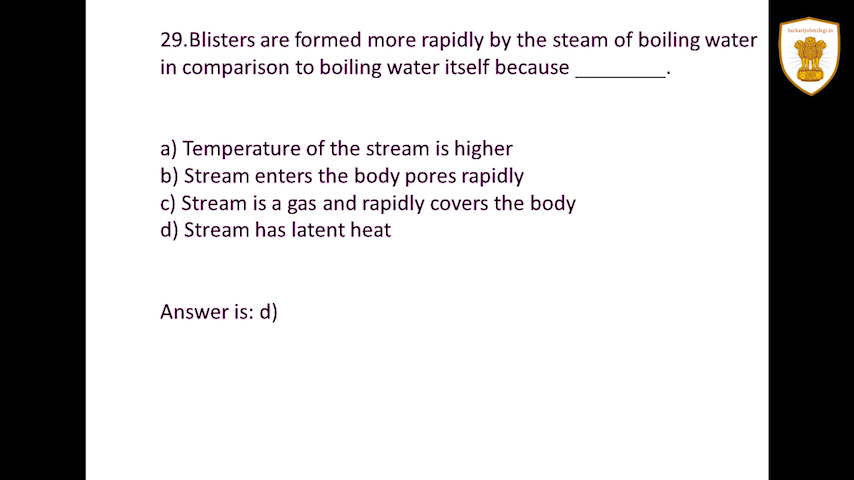 29.Blisters are formed more rapidly by the steam of boiling water
in comparison to boiling water itself because ________.
a) Temperature of the stream is higher
b) Stream enters the body pores rapidly
c) Stream is a gas and rapidly covers the body
d) Stream has latent heat
Answer is: d)